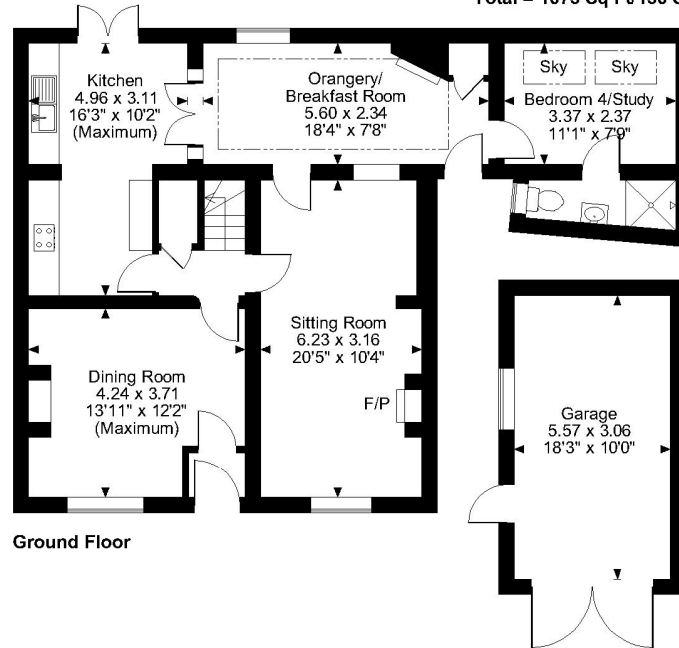 Kitchen
4.96 x 3.11
16'3" x 10'2"
(Maximum)
Orangery/
Breakfast Room
5.60 x 2.34
18'4" x 7'8"
Sky
Sky
Bedroom 4/Study
3.37 x 2.37
11'1" x 7'9"
Sitting Room
6.23 x 3.16
20'5" x 10'4"
F/P
Dining Room
4.24 x 3.71
13'11" x 12'2"
(Maximum)
Garage
5.57 x 3.06
18'3" x 10'0"
Ground Floor